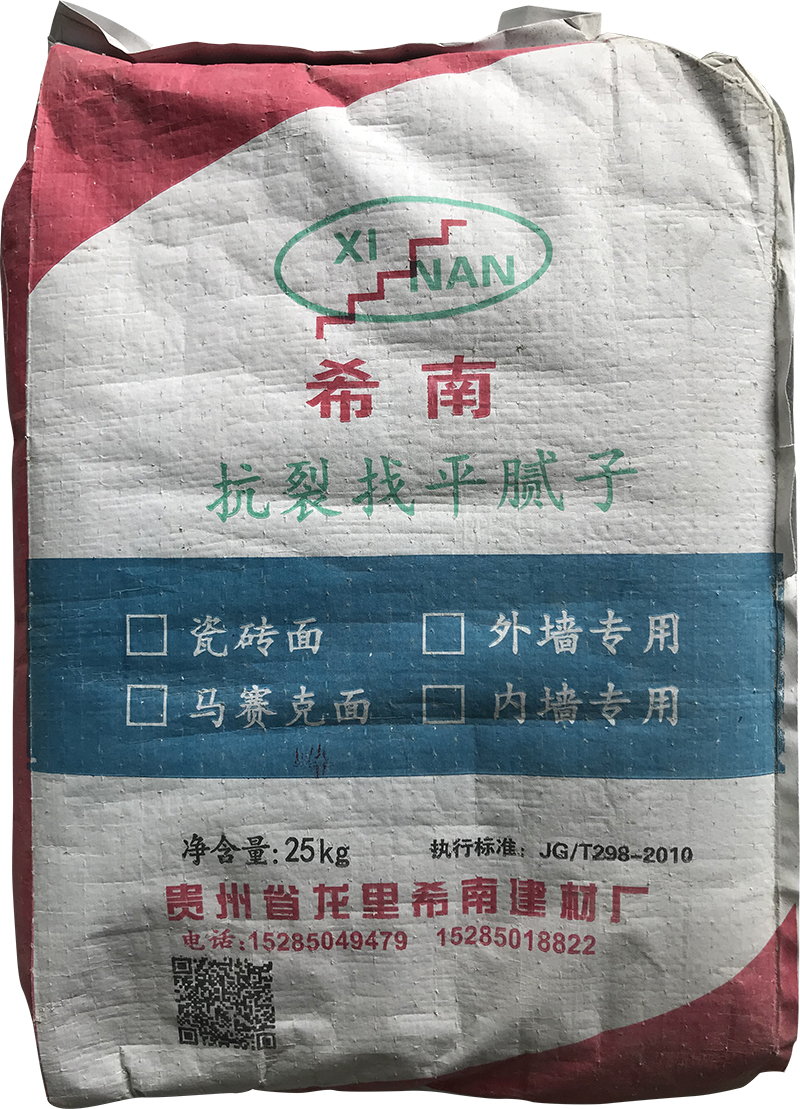 XI
NAN
希南
抗裂找平腻子
□ 瓷砖面 □ 外墙专用
□ 马赛克面 □ 内墙专用
净含量:25kg 执行标准:JG/T298-2010
贵州省龙里希南建材厂
电话:15285049479 15285018822